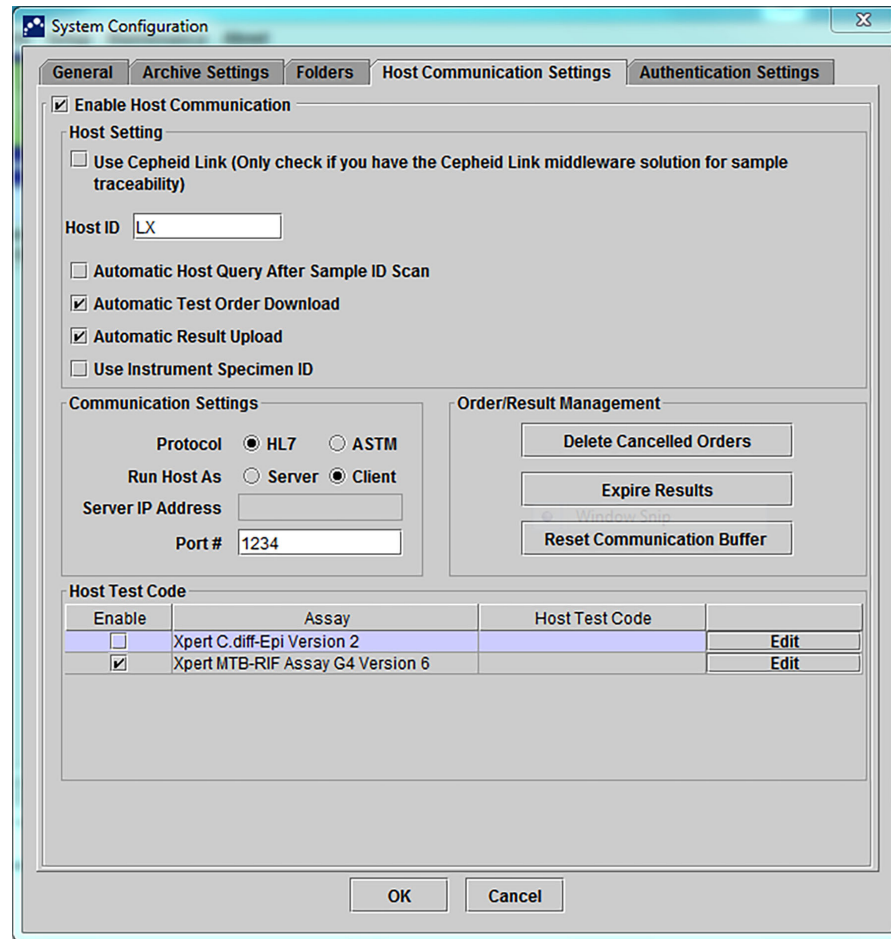 System Configuration
General Archive Settings Folders Host Communication Settings Authentication Settings
Enable Host Communication
Host Setting
Use Cepheid Link (Only check if you have the Cepheid Link middleware solution for sample
traceability)
Host ID LX
Automatic Host Query After Sample ID Scan
Automatic Test Order Download
Automatic Result Upload
Use Instrument Specimen ID
Communication Settings
Protocol HL7 ASTM
Run Host As Server Client
Server IP Address
Port # 1234
Order/Result Management
Delete Cancelled Orders
Expire Results
Window Snip
Reset Communication Buffer
Host Test Code
Enable Assay Host Test Code
Xpert C.diff-Epi Version 2 Edit
Xpert MTB-RIF Assay G4 Version 6 Edit
OK Cancel